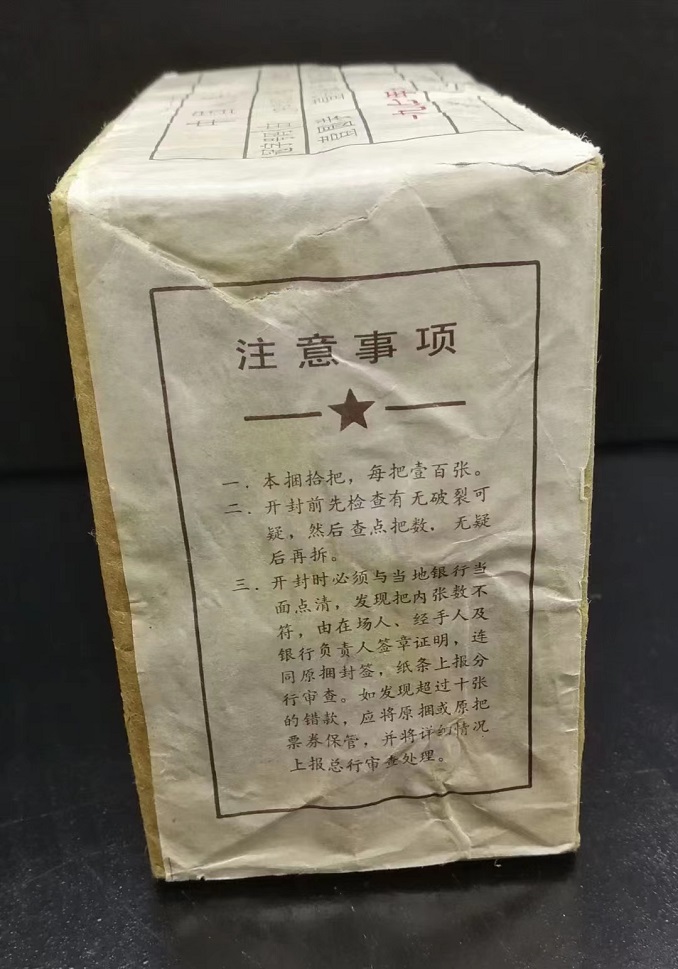 九七年
注意事项
一.本捆拾把，每把壹百张。
二.开封前先检查有无破裂可
疑，然后查点把数，无疑
后再拆。
三.开封时必须与当地银行当
面点清，发现把内张数不
符，由在场人、经手人及
银行负责人签章证明，连
同原捆封签，纸条上报分
行审查。如发现超过十张
的错款，应将原捆或原把
票券保管，并将详细情况
上报总行审查处理。